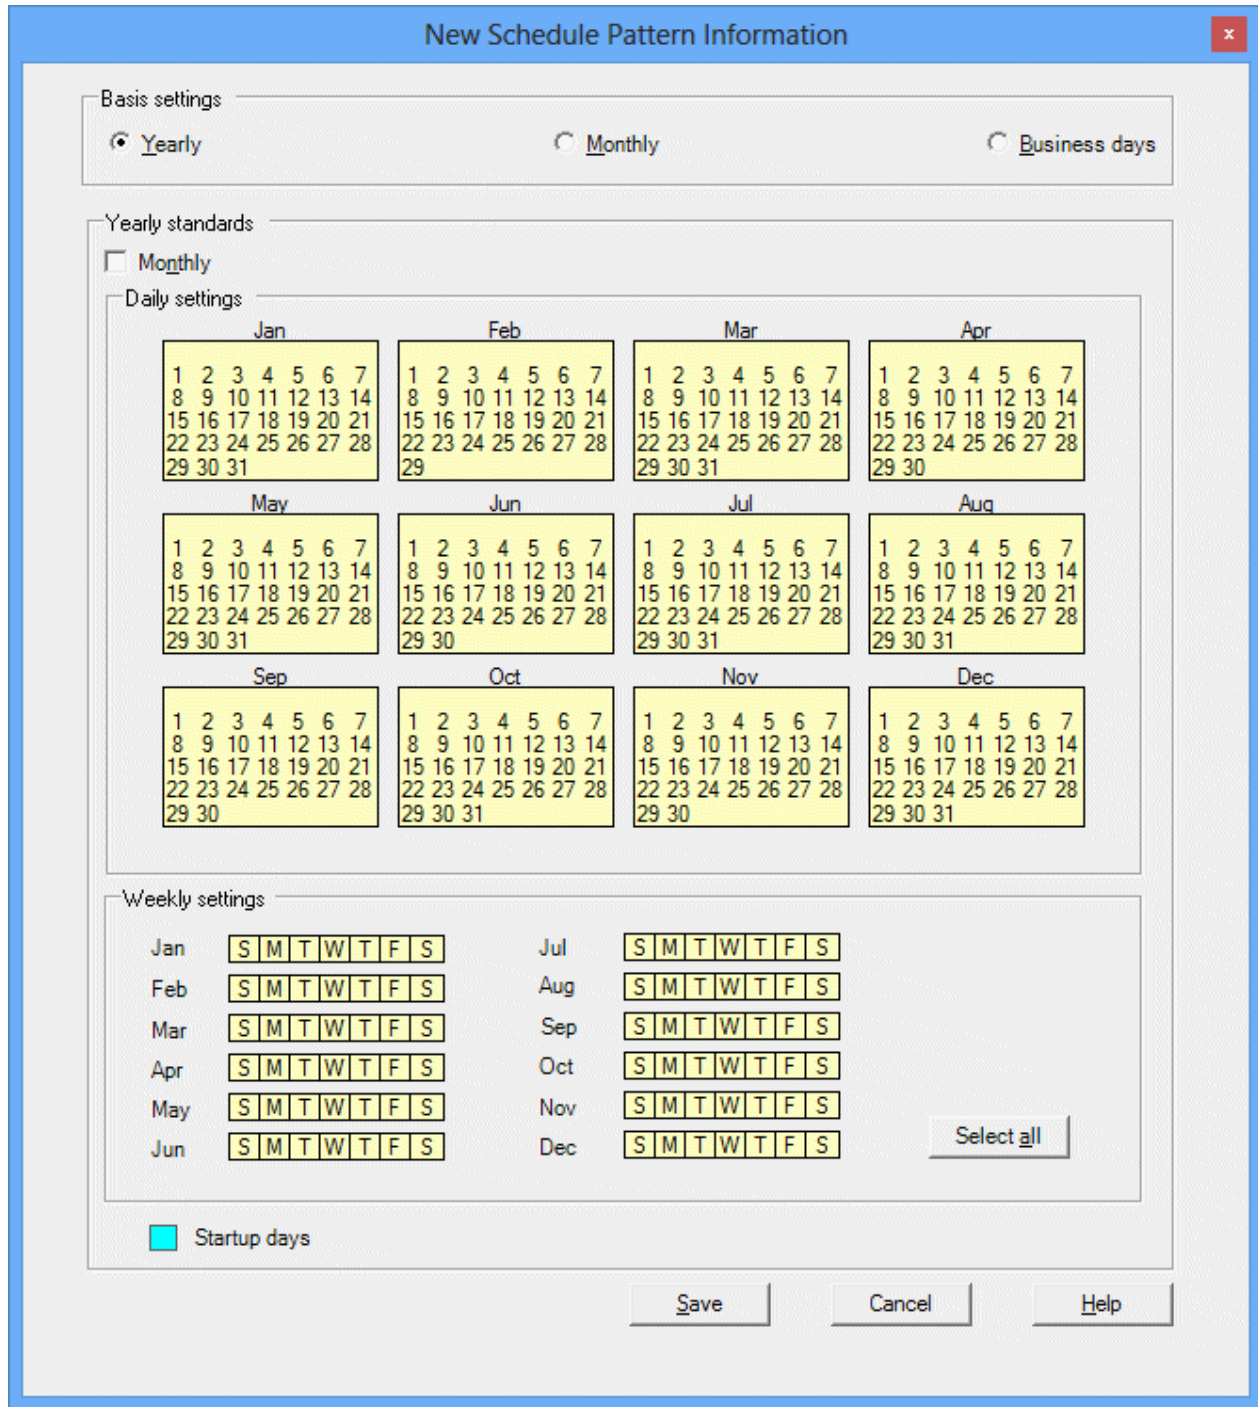 New Schedule Pattern Information
x
Basis settings
Yearly Monthly Business days
Yearly standards
Monthly
Daily settings
Jan Feb Mar Apr
1 2 3 4 5 6 7 1 2 3 4 5 6 7 1 2 3 4 5 6 7 1 2 3 4 5 6 7
8 9 10 11 12 13 14 8 9 10 11 12 13 14 8 9 10 11 12 13 14 8 9 10 11 12 13 14
15 16 17 18 19 20 21 15 16 17 18 19 20 21 15 16 17 18 19 20 21 15 16 17 18 19 20 21
22 23 24 25 26 27 28 22 23 24 25 26 27 28 22 23 24 25 26 27 28 22 23 24 25 26 27 28
29 30 31 29 29 30 31 29 30
May Jun Jul Aug
1 2 3 4 5 6 7 1 2 3 4 5 6 7 1 2 3 4 5 6 7 1 2 3 4 5 6 7
8 9 10 11 12 13 14 8 9 10 11 12 13 14 8 9 10 11 12 13 14 8 9 10 11 12 13 14
15 16 17 18 19 20 21 15 16 17 18 19 20 21 15 16 17 18 19 20 21 15 16 17 18 19 20 21
22 23 24 25 26 27 28 22 23 24 25 26 27 28 22 23 24 25 26 27 28 22 23 24 25 26 27 28
29 30 31 29 30 29 30 31 29 30 31
Sep Oct Nov Dec
1 2 3 4 5 6 7 1 2 3 4 5 6 7 1 2 3 4 5 6 7 1 2 3 4 5 6 7
8 9 10 11 12 13 14 8 9 10 11 12 13 14 8 9 10 11 12 13 14 8 9 10 11 12 13 14
15 16 17 18 19 20 21 15 16 17 18 19 20 21 15 16 17 18 19 20 21 15 16 17 18 19 20 21
22 23 24 25 26 27 28 22 23 24 25 26 27 28 22 23 24 25 26 27 28 22 23 24 25 26 27 28
29 30 29 30 31 29 30 29 30 31
Weekly settings
Jan S M T W T F S Jul S M T W T F S
Feb S M T W T F S Aug S M T W T F S
Mar S M T W T F S Sep S M T W T F S
Apr S M T W T F S Oct S M T W T F S
May S M T W T F S Nov S M T W T F S
Jun S M T W T F S Dec S M T W T F S
Select all
Startup days
Save Cancel Help